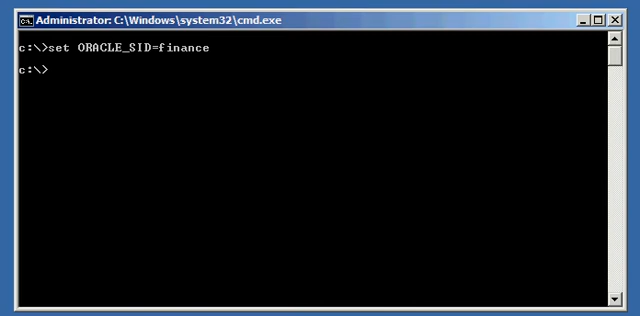 Administrator: C:\Windows\system32\cmd.exe
c:\>set ORACLE_SID=finance
c:\>